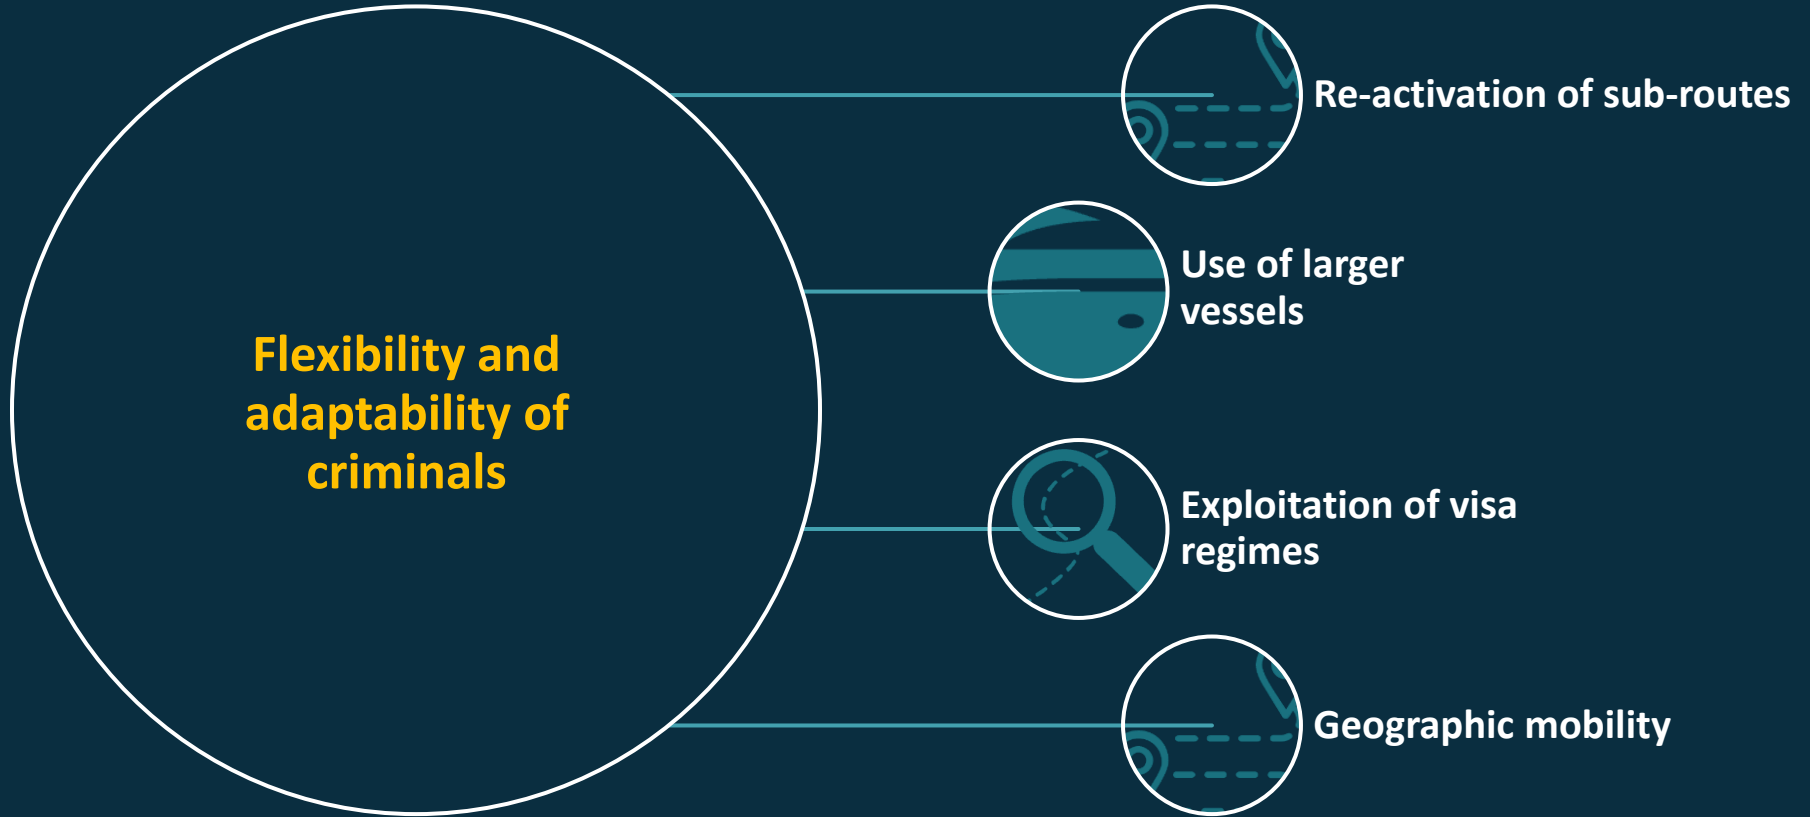 Flexibility and
adaptability of
criminals
Re-activation of sub-routes
Use of larger
vessels
Exploitation of visa
regimes
Geographic mobility